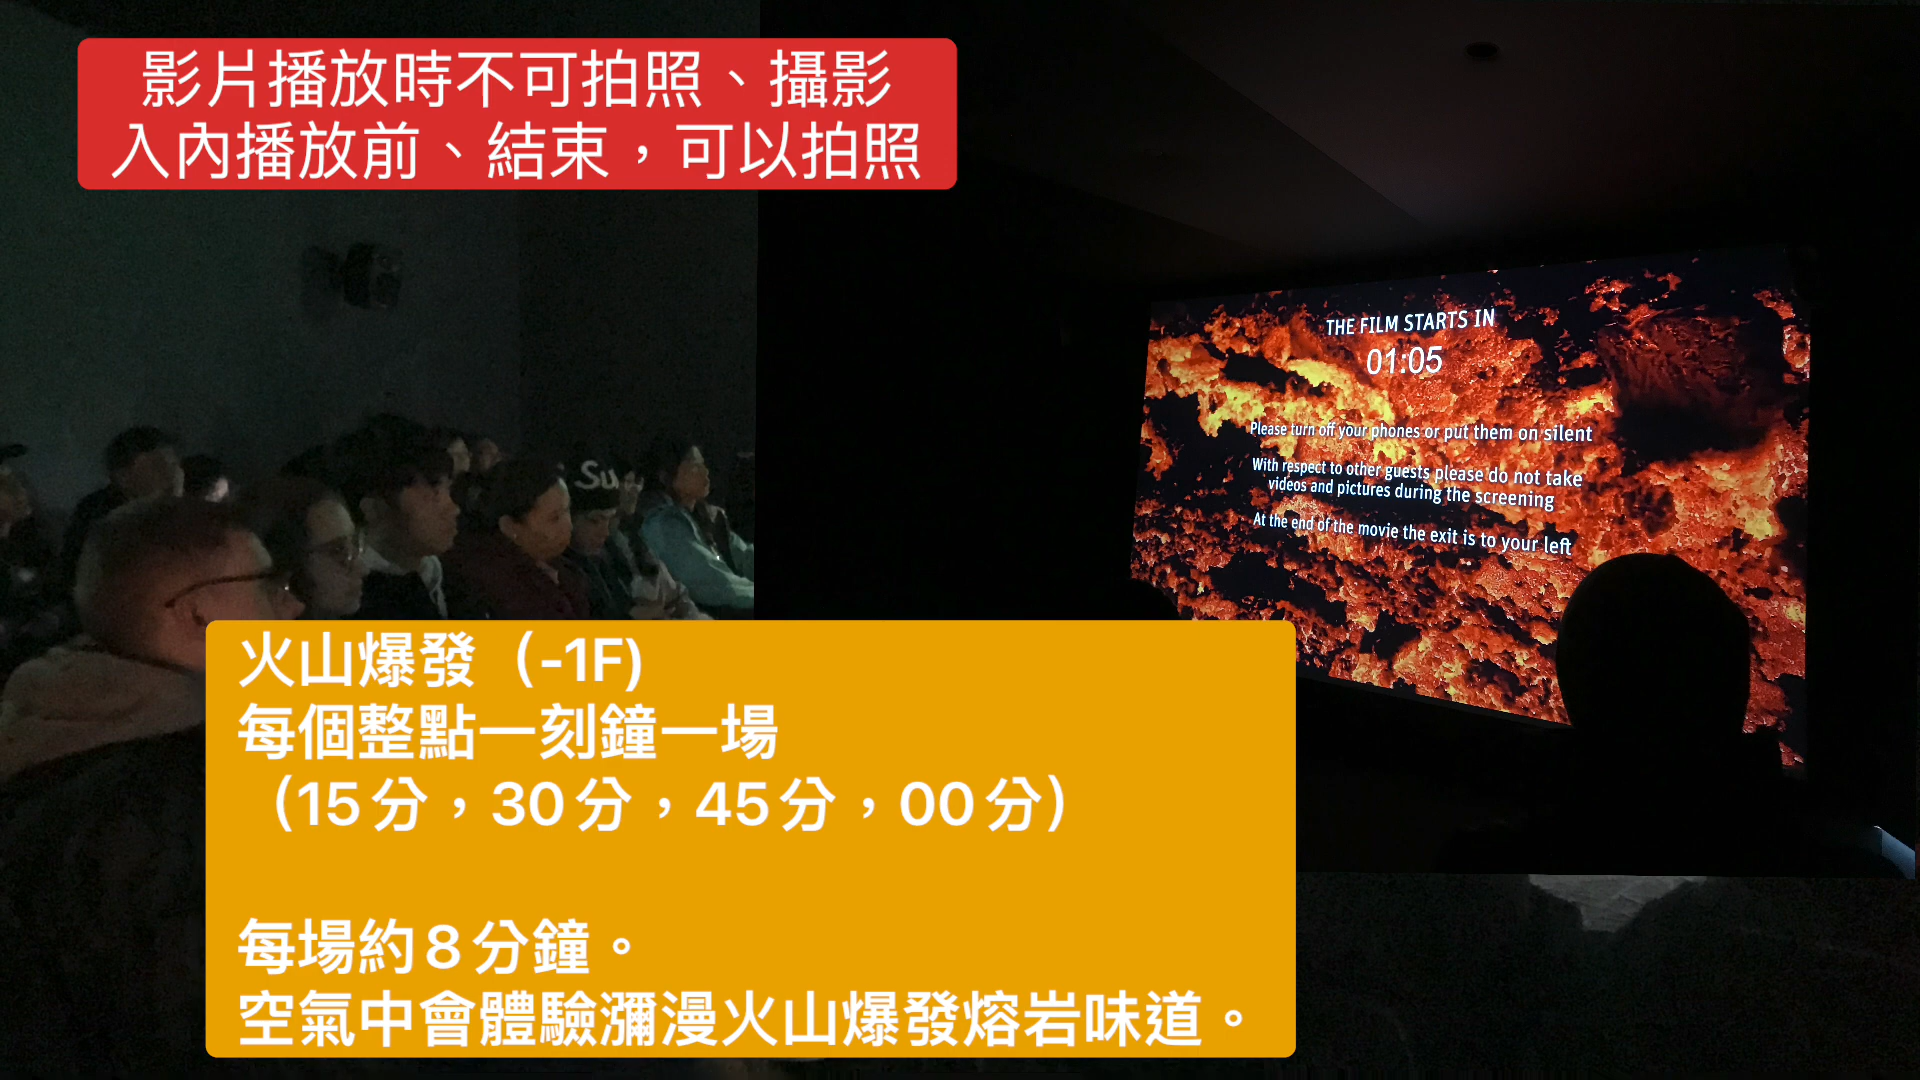 影片播放時不可拍照、攝影
入內播放前、結束，可以拍照
THE FILM STARTS IN
01:05
Please turn off your phones or put them on silent
With respect to other guests please do not take
videos and pictures during the screening
At the end of the movie the exit is to your left
火山爆發（-1F)
每個整點一刻鐘一場
（15分，30分，45分，00分）
每場約8分鐘。
空氣中會體驗瀰漫火山爆發熔岩味道。